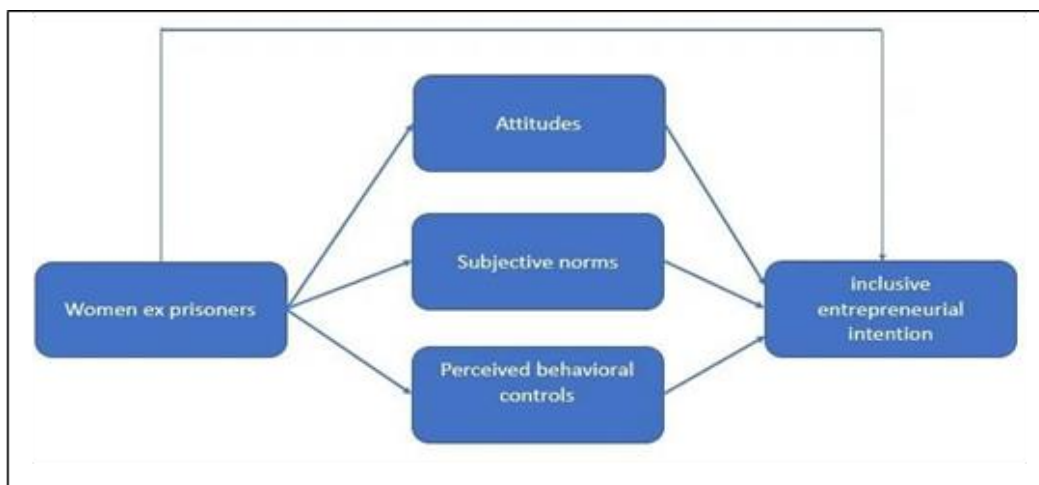 Attitudes
Subjective norms
Women ex prisoners
inclusive
entrepreneurial
intention
Perceived behavioral
controls